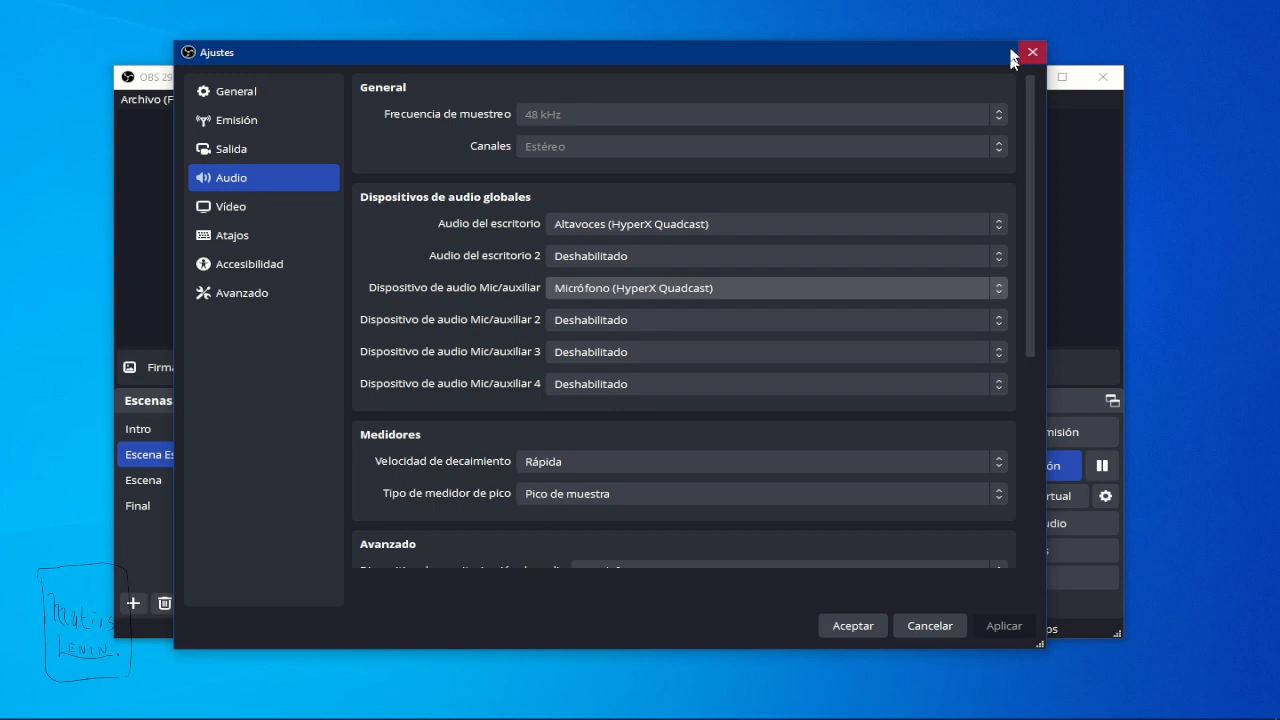 Ajustes
OBS 29
Archivo (F
General
Emisión
Salida
Audio
Vídeo
Atajos
Accesibilidad
Avanzado
General
Frecuencia de muestreo 48 kHz
Canales Estéreo
Dispositivos de audio globales
Audio del escritorio Altavoces (HyperX Quadcast)
Audio del escritorio 2 Deshabilitado
Dispositivo de audio Mic/auxiliar Micrófono (HyperX Quadcast)
Dispositivo de audio Mic/auxiliar 2 Deshabilitado
Dispositivo de audio Mic/auxiliar 3 Deshabilitado
Dispositivo de audio Mic/auxiliar 4 Deshabilitado
Medidores
Velocidad de decaimiento Rápida
Tipo de medidor de pico Pico de muestra
Avanzado
Aceptar Cancelar Aplicar
Firma
Escenas
Intro
Escena Es
Escena
Final
misión
ón
rtual
udio
s
os
LENIN.